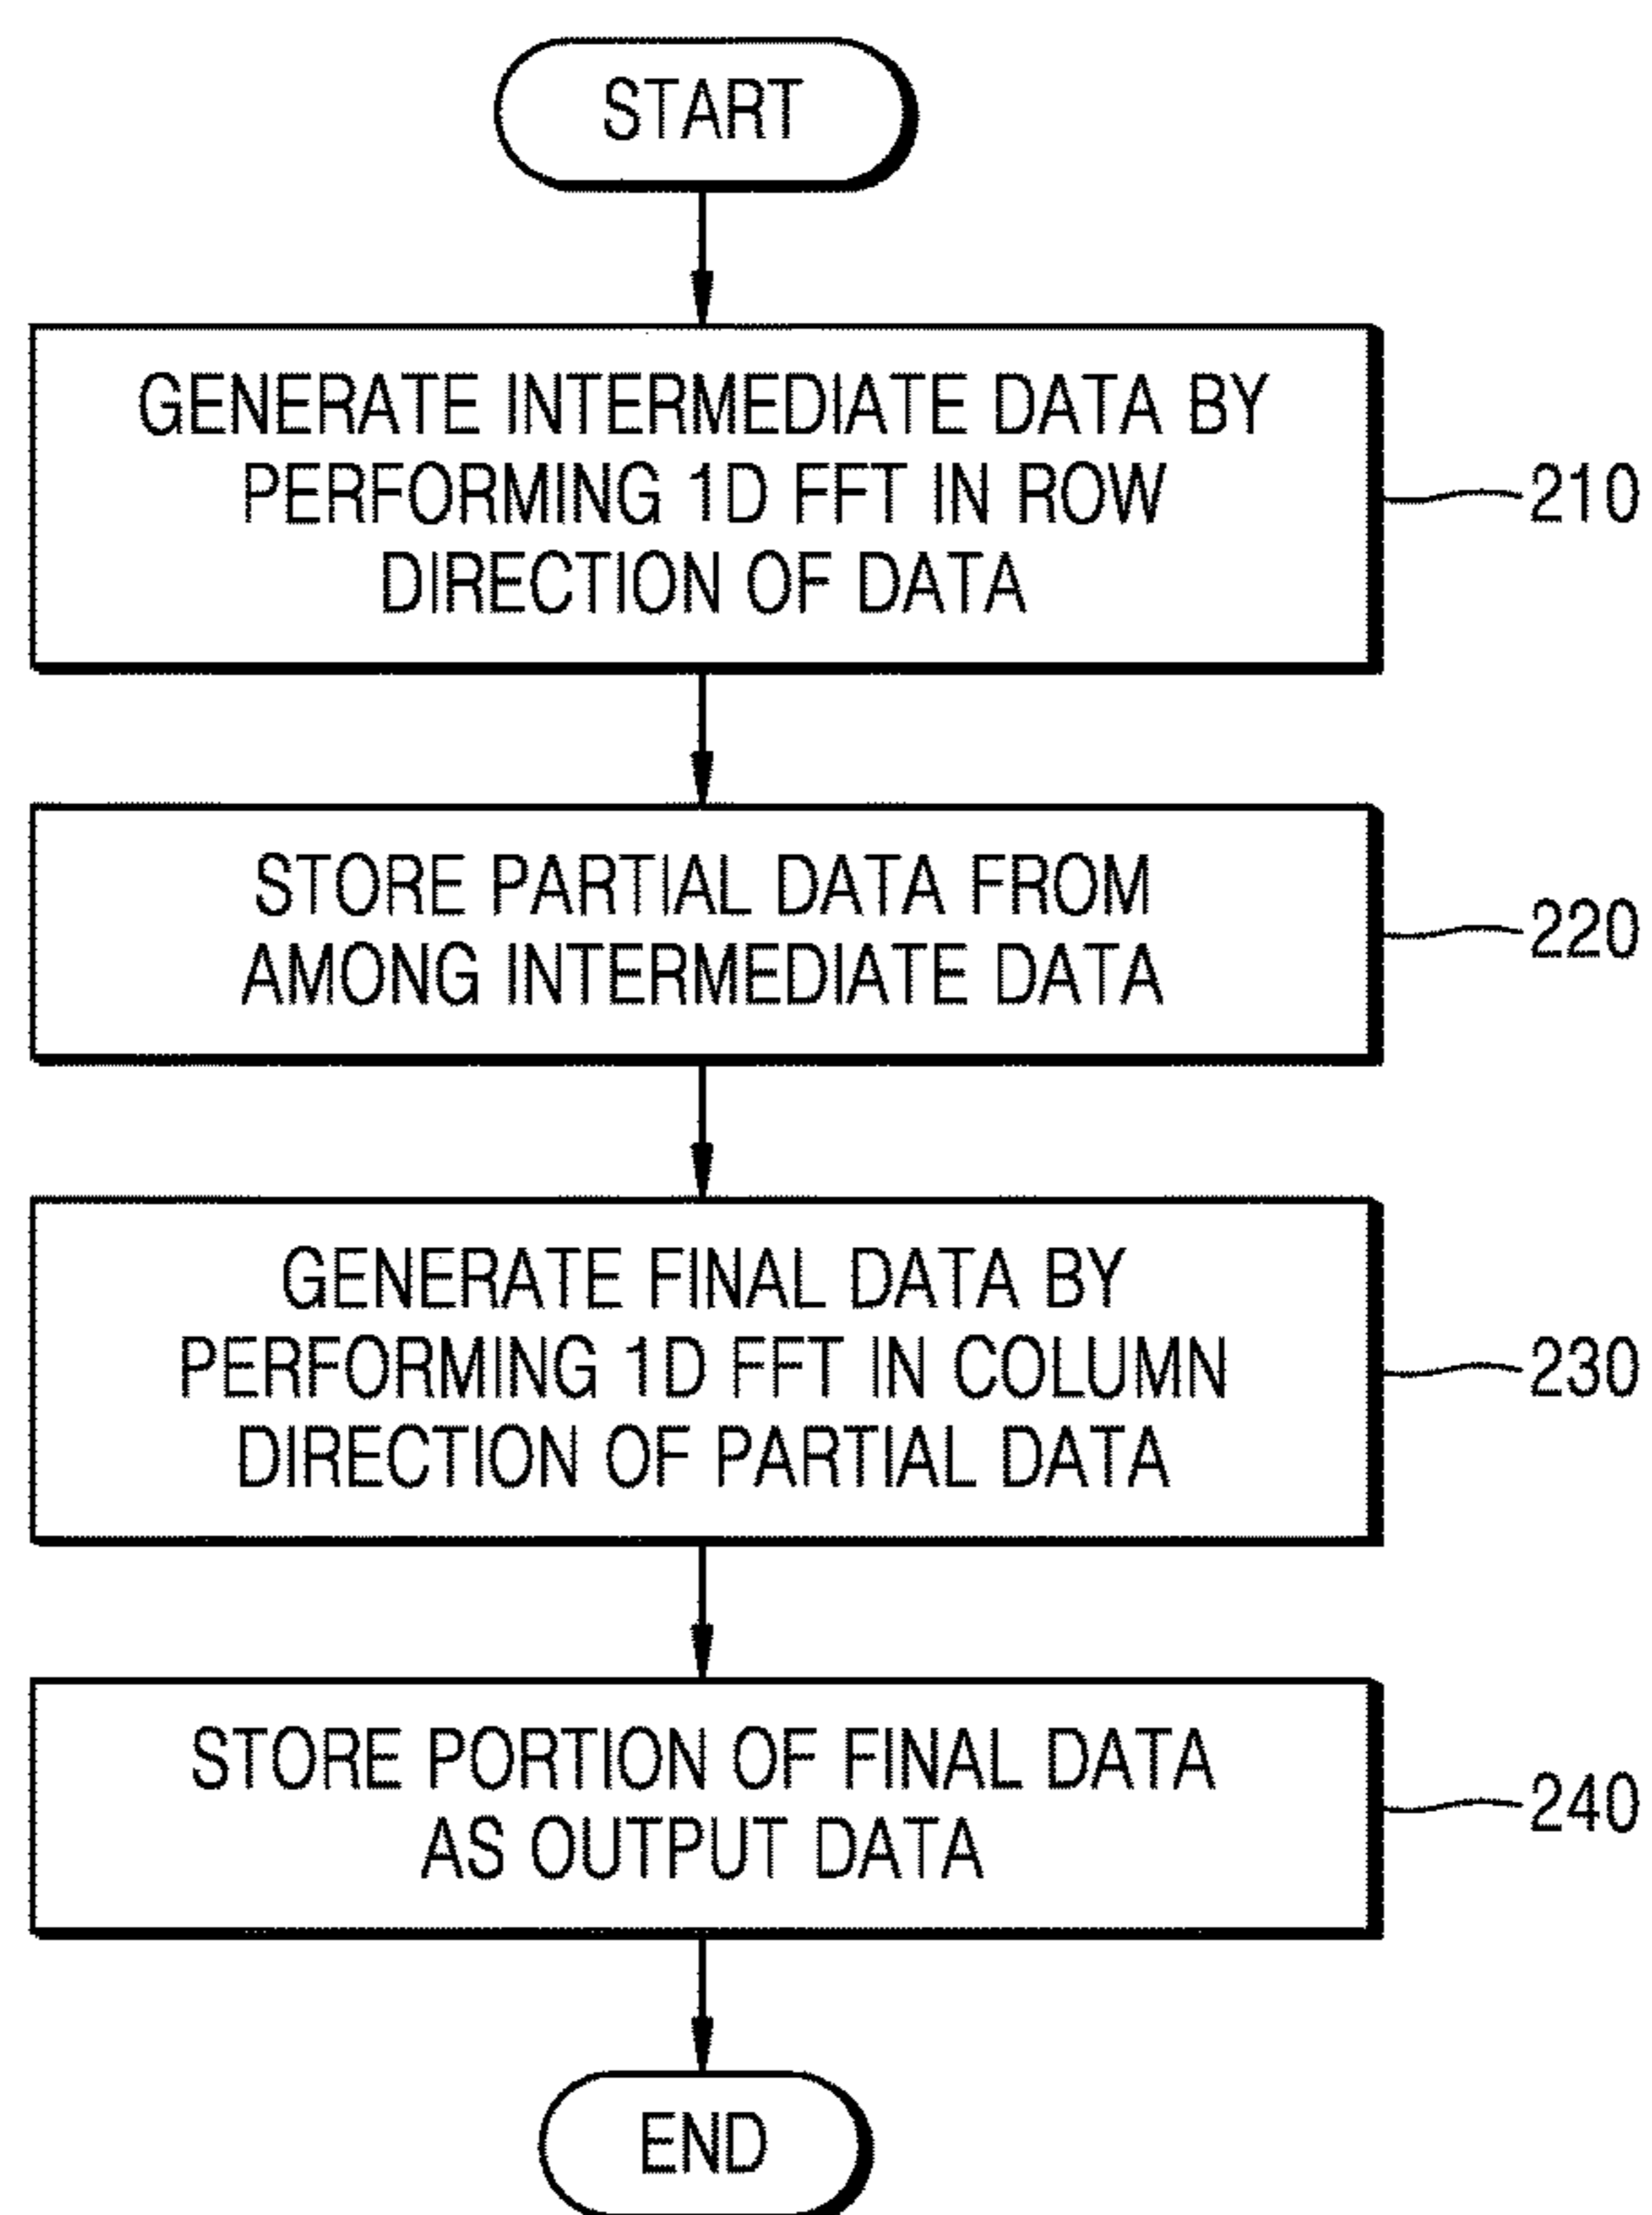 START
GENERATE INTERMEDIATE DATA BY
PERFORMING 1D FFT IN ROW
DIRECTION OF DATA
210
STORE PARTIAL DATA FROM
AMONG INTERMEDIATE DATA
220
GENERATE FINAL DATA BY
PERFORMING 1D FFT IN COLUMN
DIRECTION OF PARTIAL DATA
230
STORE PORTION OF FINAL DATA
AS OUTPUT DATA
240
END